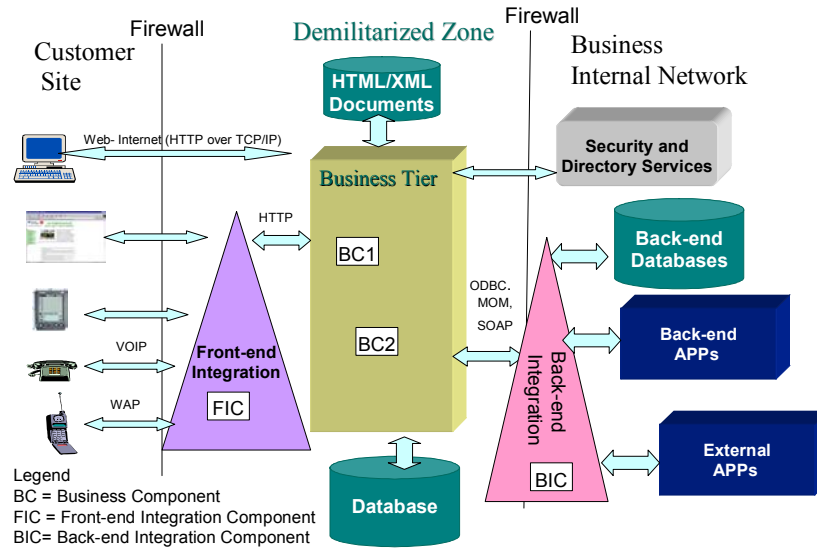 Firewall
Demilitarized Zone
Firewall
Customer
Site
Business
Internal Network
HTML/XML
Documents
Web- Internet (HTTP over TCP/IP)
Security and
Directory Services
Business Tier
HTTP
BC1
Back-end
Databases
ODBC.
MOM,
SOAP
Back-end
APPs
VOIP
BC2
Front-end
Integration
Back-end
Integration
WAP
FIC
External
APPs
BIC
Database
Legend
BC = Business Component
FIC = Front-end Integration Component
BIC= Back-end Integration Component